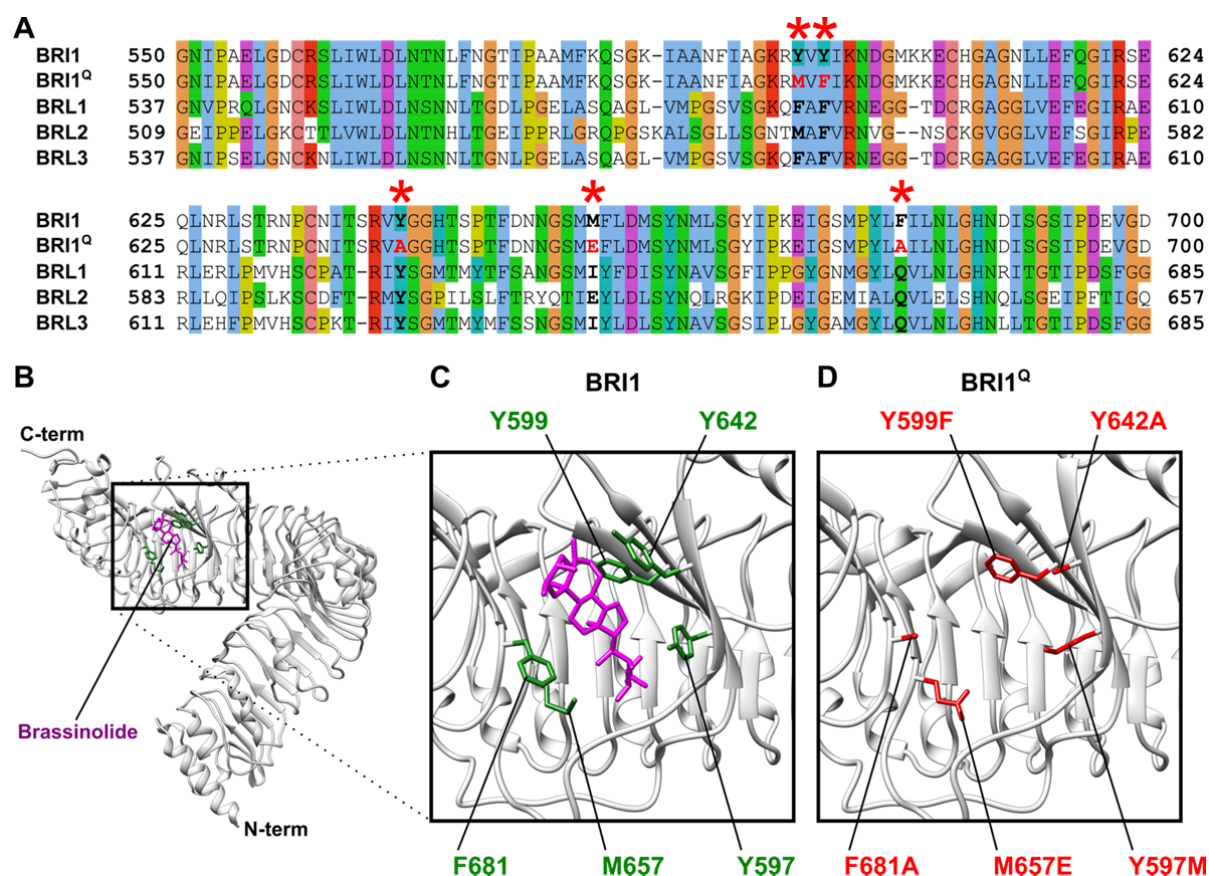 A
BRI1 550 GNIPAELGDCRSLIWLDLNTNLFNGTIPAAMFKQSGK-IAANFIAGKRYVYIKNDGMKKECHGAGNLLEFQGIRSE 624
BRI1Q 550 GNIPAELGDCRSLIWLDLNTNLFNGTIPAAMFKQSGK-IAANFIAGKRMVFIKNDGMKKECHGAGNLLEFQGIRSE 624
BRL1 537 GNVPRQLGNCKSLIWLDLNSNNLTGDLPGELASQAGL-VMPGSVSGKQFAFVRNEGG-TDCRGAGGLVEFEGIRAE 610
BRL2 509 GEIPPELGKCTTLVWLDLNTNHLTGEIPPRLGRQPGSKALSGLLSGNTMAFVRNVG--NSCKGVGGLVEFSGIRPE 582
BRL3 537 GNIPSELGNCKNLIWLDLNSNNLTGNLPGELASQAGL-VMPGSVSGKQFAFVRNEGG-TDCRGAGGLVEFEGIRAE 610
BRI1 625 QLNRLSTRNPCNITSRVYGGHTSPTFDNNGSMMFLDMSYNMLSGYIPKEIGSMPYLFILNLGHNDISGSIPDEVGD 700
BRI1Q 625 QLNRLSTRNPCNITSRVAGGHTSPTFDNNGSMEFLDMSYNMLSGYIPKEIGSMPYLAILNLGHNDISGSIPDEVGD 700
BRL1 611 RLERLPMVHSCPAT-RIYSGMTMYTFSANGSMIYFDISYNAVSGFIPPGYGNMGYLQVLNLGHNRITGTIPDSFGG 685
BRL2 583 RLLQIPSLKSCDFT-RMYSGPILSLFTRYQTIEYLDLSYNQLRGKIPDEIGEMIALQVLELSHNQLSGEIPFTIGQ 657
BRL3 611 RLEHFPMVHSCPKT-RIYSGMTMYMFSSNGSMIYLDLSYNAVSGSIPLGYGAMGYLQVLNLGHNLLTGTIPDSFGG 685
B
C-term
Brassinolide
N-term
C BRI1
Y599 Y642
F681 M657 Y597
D BRI1Q
Y599F Y642A
F681A M657E Y597M